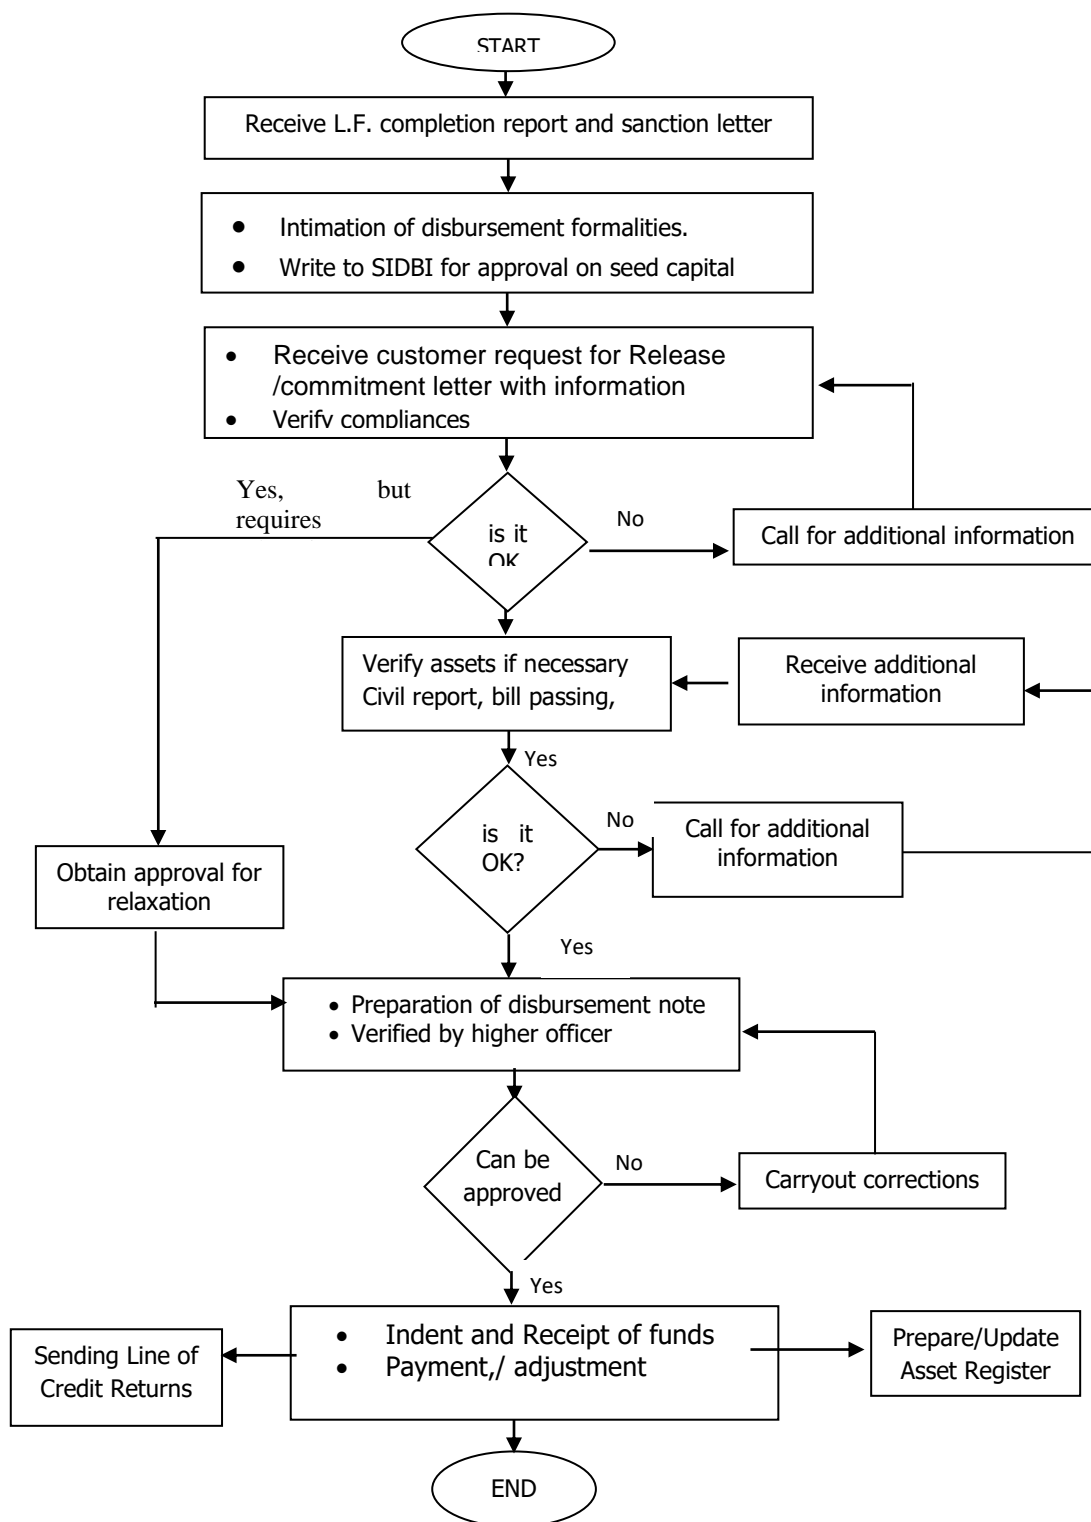 START
Receive L.F. completion report and sanction letter
• Intimation of disbursement formalities.
• Write to SIDBI for approval on seed capital
• Receive customer request for Release
/commitment letter with information
• Verify compliances
Yes, but
requires
is it
OK
No
Call for additional information
Verify assets if necessary
Civil report, bill passing,
Receive additional
information
Yes
is it
OK?
No
Call for additional
information
Obtain approval for
relaxation
Yes
• Preparation of disbursement note
• Verified by higher officer
Can be
approved
No
Carryout corrections
Yes
• Indent and Receipt of funds
• Payment,/ adjustment
Sending Line of
Credit Returns
Prepare/Update
Asset Register
END